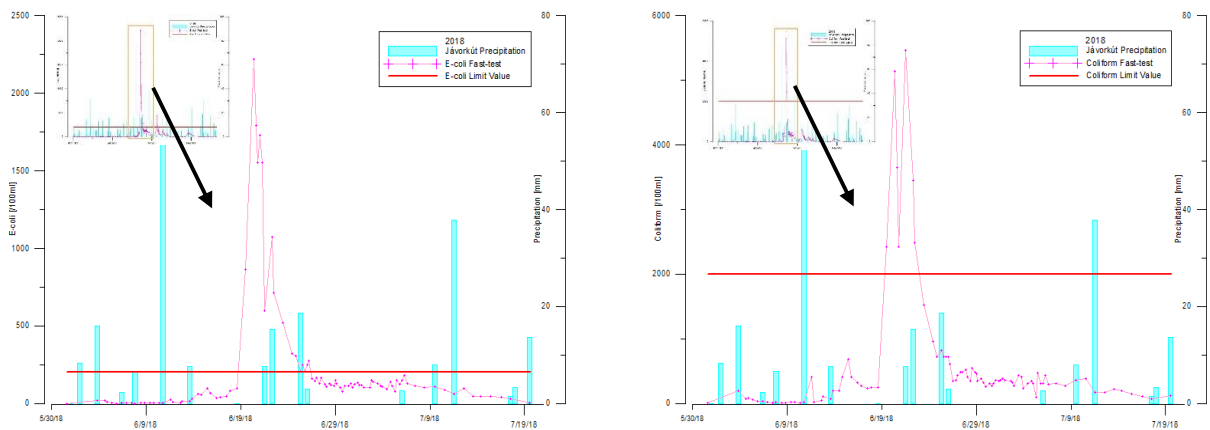 2500
2000
1500
1000
500
0
E-coli [/100ml]
80
60
40
20
0
Precipitation [mm]
2018
Jávorkút Precipitation
E-coli Fast-test
E-coli Limit Value
5/30/18 6/9/18 6/19/18 6/29/18 7/9/18 7/19/18
6000
4000
2000
0
Coliform [/100ml]
80
60
40
20
0
Precipitation [mm]
2018
Jávorkút Precipitation
Coliform Fast-test
Coliform Limit Value
5/30/18 6/9/18 6/19/18 6/29/18 7/9/18 7/19/18